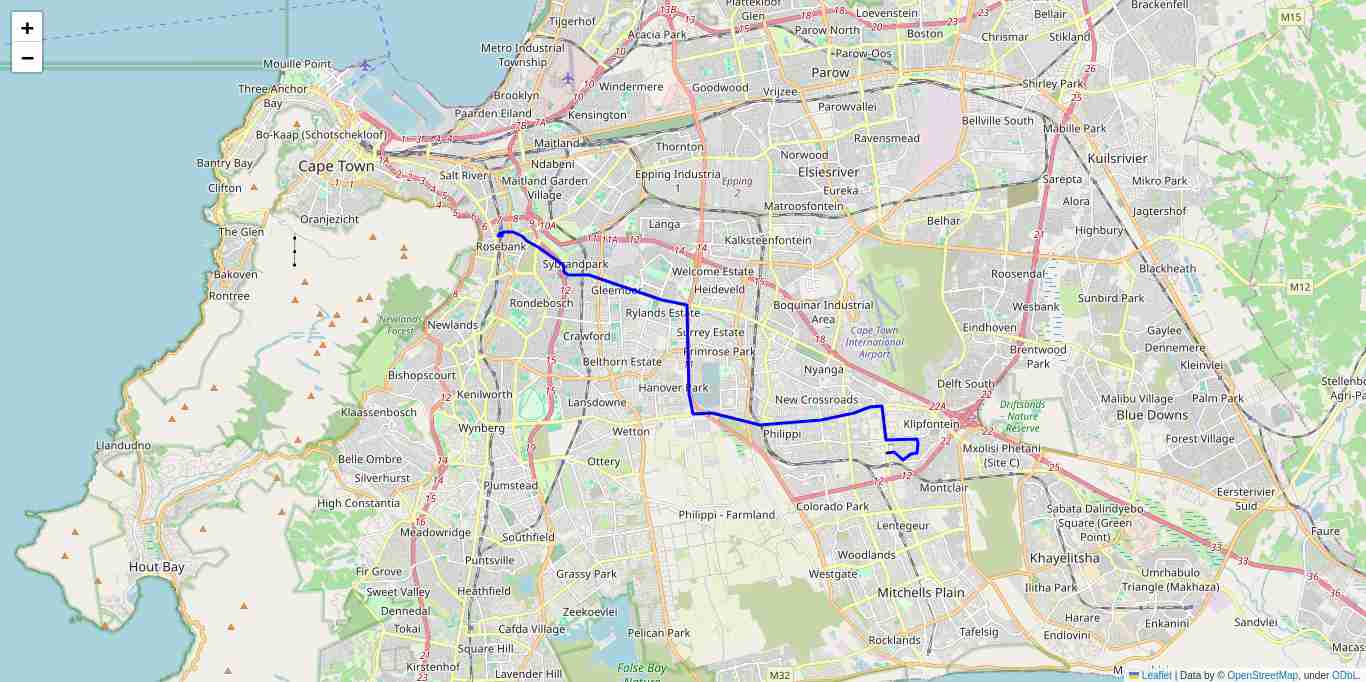 +
−
Tijgerhof
13B
Plattekloof
Glen
Loevenstein
Bellair
Brackenfell
M15
Acacia Park
Parow North
Boston
Chrismar
Stikland
Metro Industrial
Township
Parow-Oos
Mouille Point
Parow
Three Anchor
Bay
Windermere
Goodwood
Vrijzee
Shirley Park
Brooklyn
Paarden Eiland
Kensington
Parowvallei
Bellville South
Mabille Park
Bo-Kaap (Schotschekloof)
Maitland
Thornton
Ravensmead
Bantry Bay
Cape Town
Ndabeni
Norwood
Elsiesriver
Kuilsrivier
Salt River
Maitland Garden
Village
Epping Industria
1
Epping
2
Eureka
Sarepta
Mikro Park
Clifton
Matroosfontein
Alora
Jagtershof
Oranjezicht
Langa
Belhar
Highbury
The Glen
Rosebank
Kalksteenfontein
Sybrandpark
Welcome Estate
Roosendal
Blackheath
Bakoven
Rontree
Gleemoor
Heideveld
M12
Rondebosch
Rylands Estate
Boquinar Industrial
Area
Wesbank
Sunbird Park
Newlands
Forest
Newlands
Crawford
Surrey Estate
Cape Town
International
Airport
Eindhoven
Gaylee
Dennemere
Primrose Park
Brentwood
Park
Belthorn Estate
Nyanga
Kleinvlei
Bishopscourt
Hanover Park
Delft South
Stellenbo
Agri-Pa
Kenilworth
Lansdowne
New Crossroads
22A
Driftsands
Nature
Reserve
Malibu Village
Palm Park
Klaassenbosch
Klipfontein
Blue Downs
Wynberg
Wetton
Philippi
Forest Village
Llandudno
Mxolisi Phetani
(Site C)
Belle Ombre
Ottery
Silverhurst
Plumstead
Montclair
Eersterivier
Suid
High Constantia
Philippi - Farmland
Colorado Park
Sabata Dalindyebo
Square (Green
Point)
Meadowridge
Southfield
Lentegeur
Faure
Woodlands
Khayelitsha
Hout Bay
Fir Grove
Puntsville
Grassy Park
Westgate
Umrhabulo
Triangle (Makhaza)
Sweet Valley
Heathfield
Mitchells Plain
Ilitha Park
Dennedal
Zeekoevlei
Harare
Enkanini
Sandvlei
Tokai
Cafda Village
Pelican Park
Rocklands
Tafelsig
Endlovini
Square Hill
Macass
Kirstenhof
Lavender Hill
False Bay
M32
Leaflet | Data by © OpenStreetMap, under ODbL.